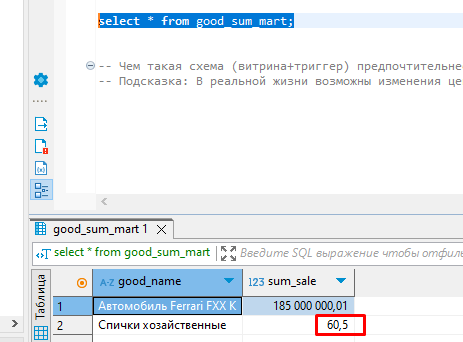 select * from good_sum_mart;
-- Чем такая схема (витрина+триггер) предпочтительне
-- Подсказка: В реальной жизни возможны изменения це
good_sum_mart 1
select * from good_sum_mart
Введите SQL выражение чтобы отфиль
Таблица
A-Z good_name
123 sum_sale
1 Автомобиль Ferrari FXX K 185 000 000,01
2 Спички хозайственные 60,5